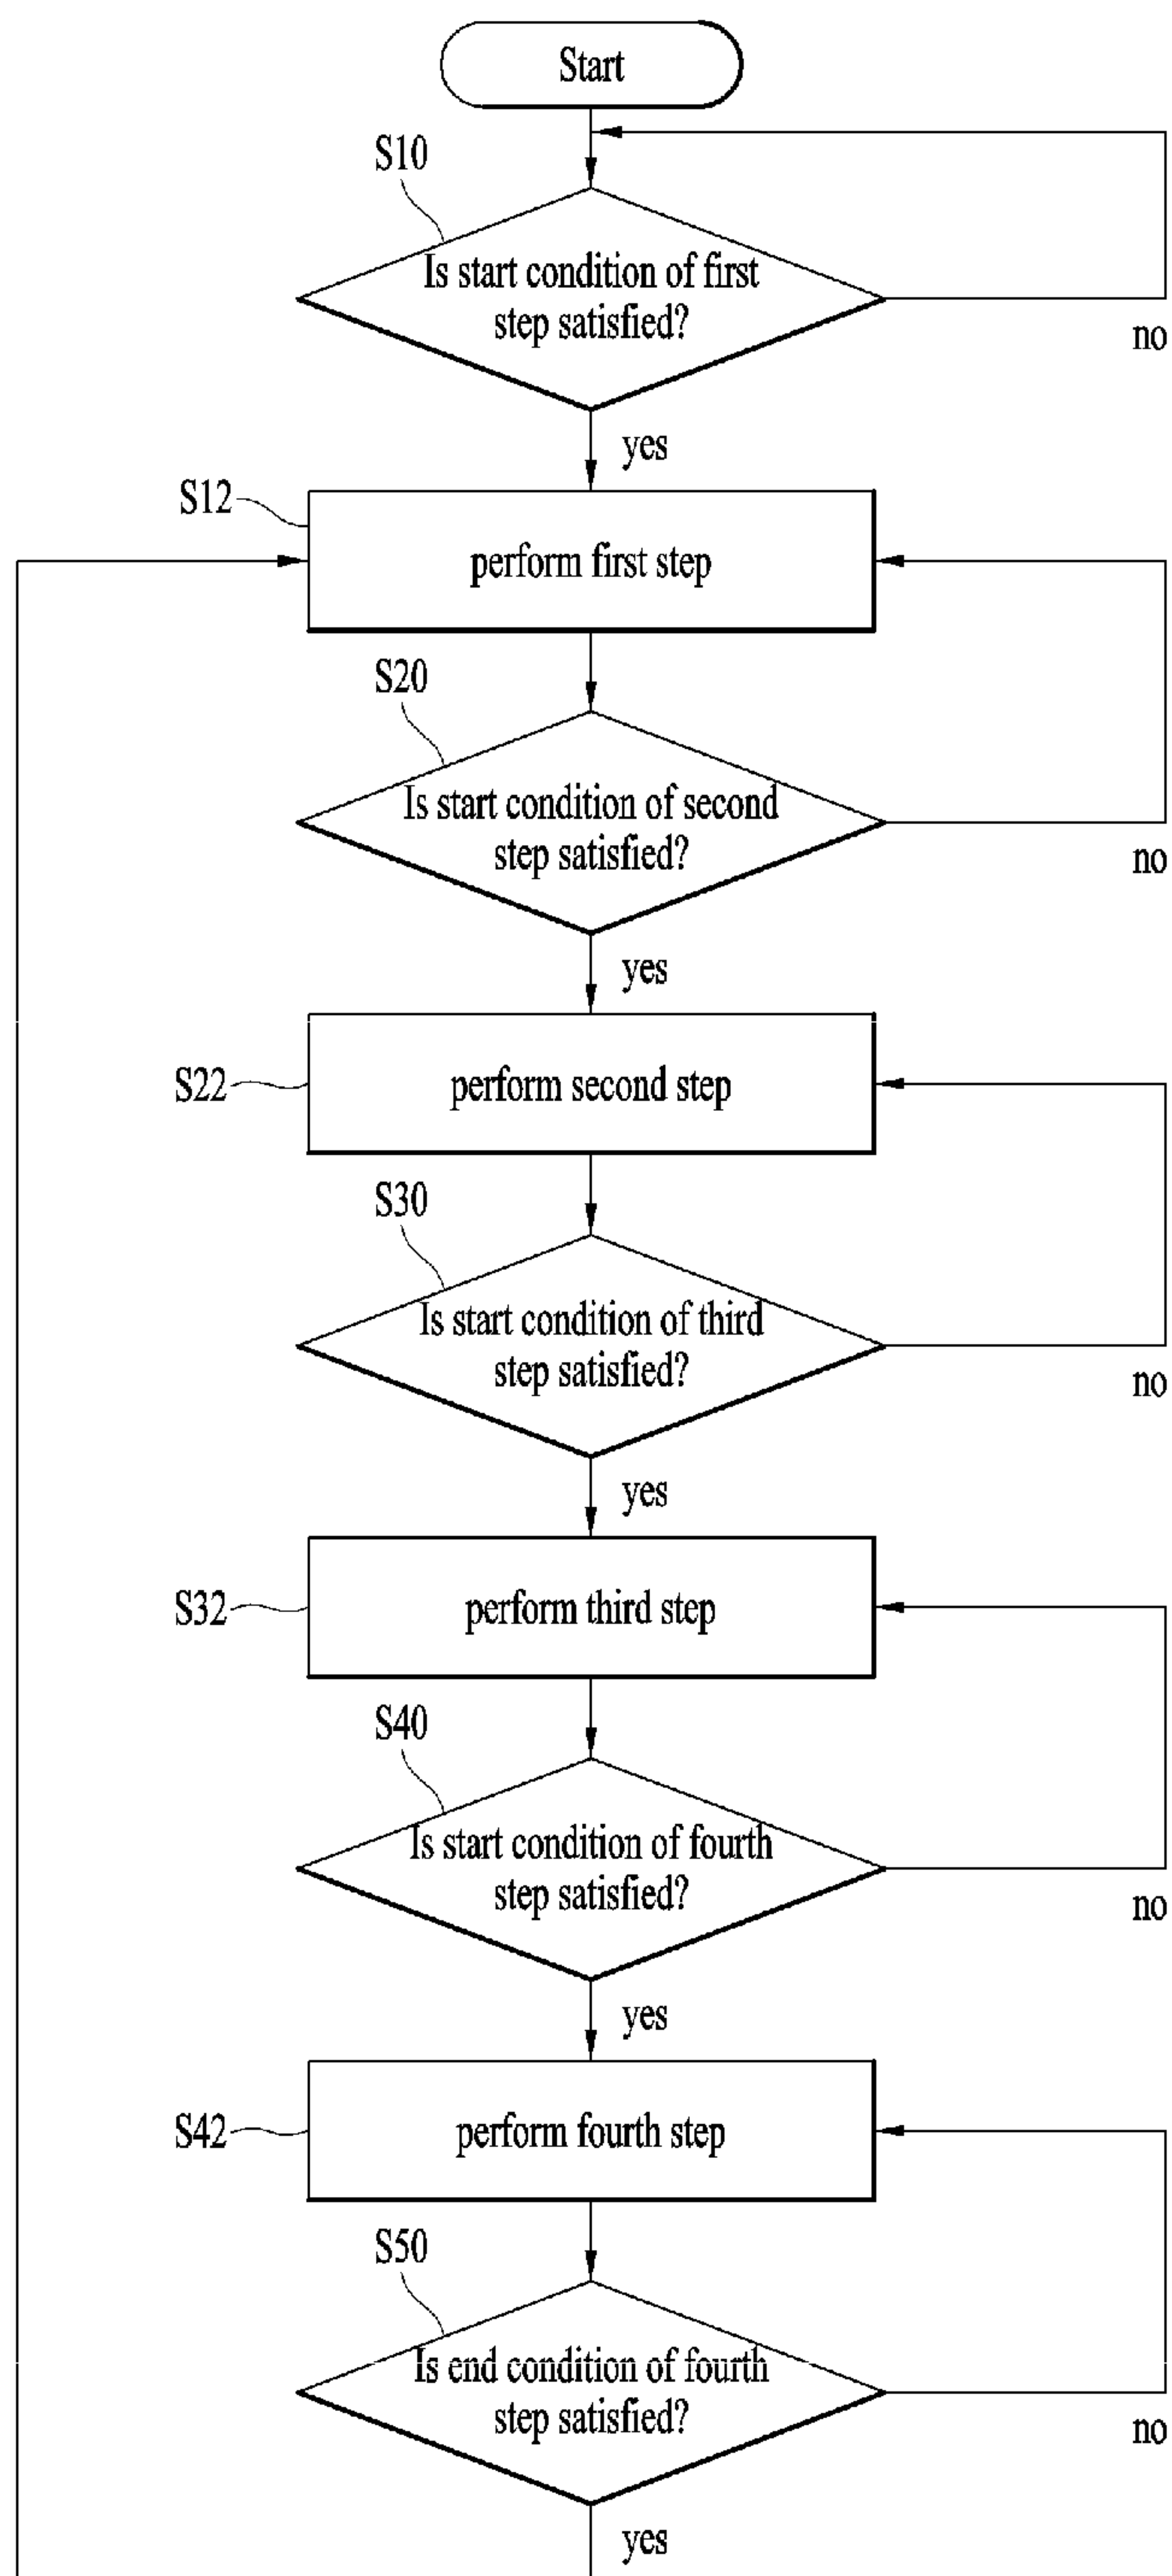 Start
S10
Is start condition of first
step satisfied?
no
yes
S12
perform first step
S20
Is start condition of second
step satisfied?
no
yes
S22
perform second step
S30
Is start condition of third
step satisfied?
no
yes
S32
perform third step
S40
Is start condition of fourth
step satisfied?
no
yes
S42
perform fourth step
S50
Is end condition of fourth
step satisfied?
no
yes